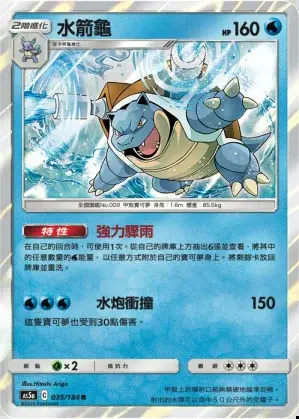 2階進化 水箭龜 HP 160
全國圖鑑No.009 甲殼寶可夢 身高:1.6m 體重:85.5kg
特性 強力驟雨
在自己的回合時,可使用1次。從自己的牌庫上方抽出6張並查看,將其中
的任意數量的能量,以任意方式附於自己的寶可夢身上。將剩餘卡放回
牌庫並重洗。
水炮衝撞 150
這隻寶可夢也受到30點傷害。
弱點 ×2 抵抗力 撤退
Illus.Hitoshi Ariga
AS5a C 035/184 R